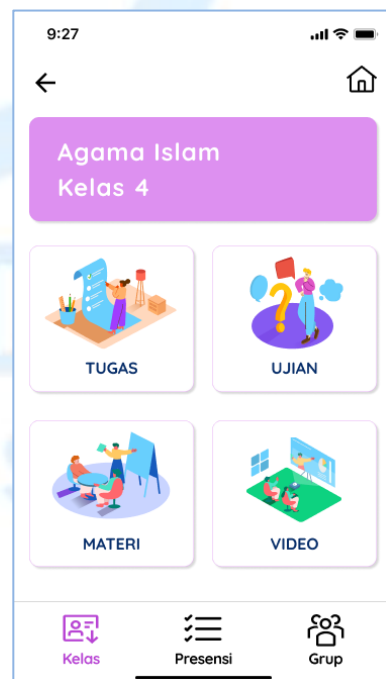 9:27
Agama Islam
Kelas 4
TUGAS
UJIAN
MATERI
VIDEO
Kelas
Presensi
Grup